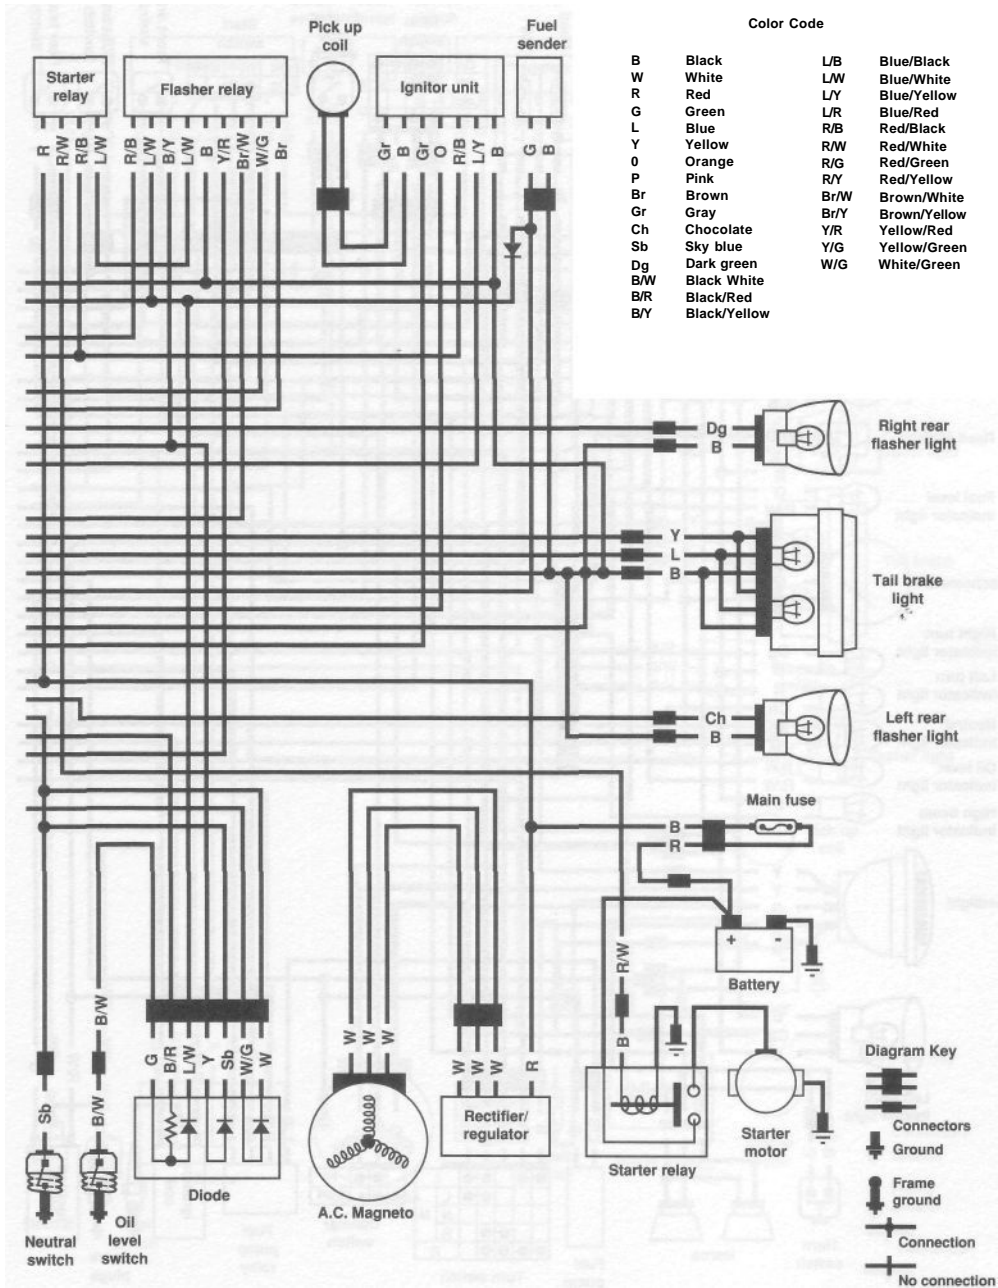 Color Code
B Black
W White
R Red
G Green
L Blue
Y Yellow
0 Orange
P Pink
Br Brown
Gr Gray
Ch Chocolate
Sb Sky blue
Dg Dark green
B/W Black White
B/R Black/Red
B/Y Black/Yellow
L/B Blue/Black
L/W Blue/White
L/Y Blue/Yellow
L/R Blue/Red
R/B Red/Black
R/W Red/White
R/G Red/Green
R/Y Red/Yellow
Br/W Brown/White
Br/Y Brown/Yellow
Y/R Yellow/Red
Y/G Yellow/Green
W/G White/Green
Starter
relay
Flasher relay
Pick up
coil
Ignitor unit
Fuel
sender
R R/W R/B L/W
R/B L/W B/Y L/W B Y/R Br/W W/G Br
Gr B Gr O R/B L/Y B
G B
Dg
B
Right rear
flasher light
Y
L
B
Tail brake
light
Ch
B
Left rear
flasher light
Main fuse
B
R
+ -
Battery
R/W
B
Starter relay
Starter
motor
W W W
A.C. Magneto
W W W R
Rectifier/
regulator
G B/R L/W Y Sb W/G W
Diode
Sb
Neutral
switch
B/W
B/W
Oil
level
switch
Diagram Key
Connectors
Ground
Frame
ground
Connection
No connection